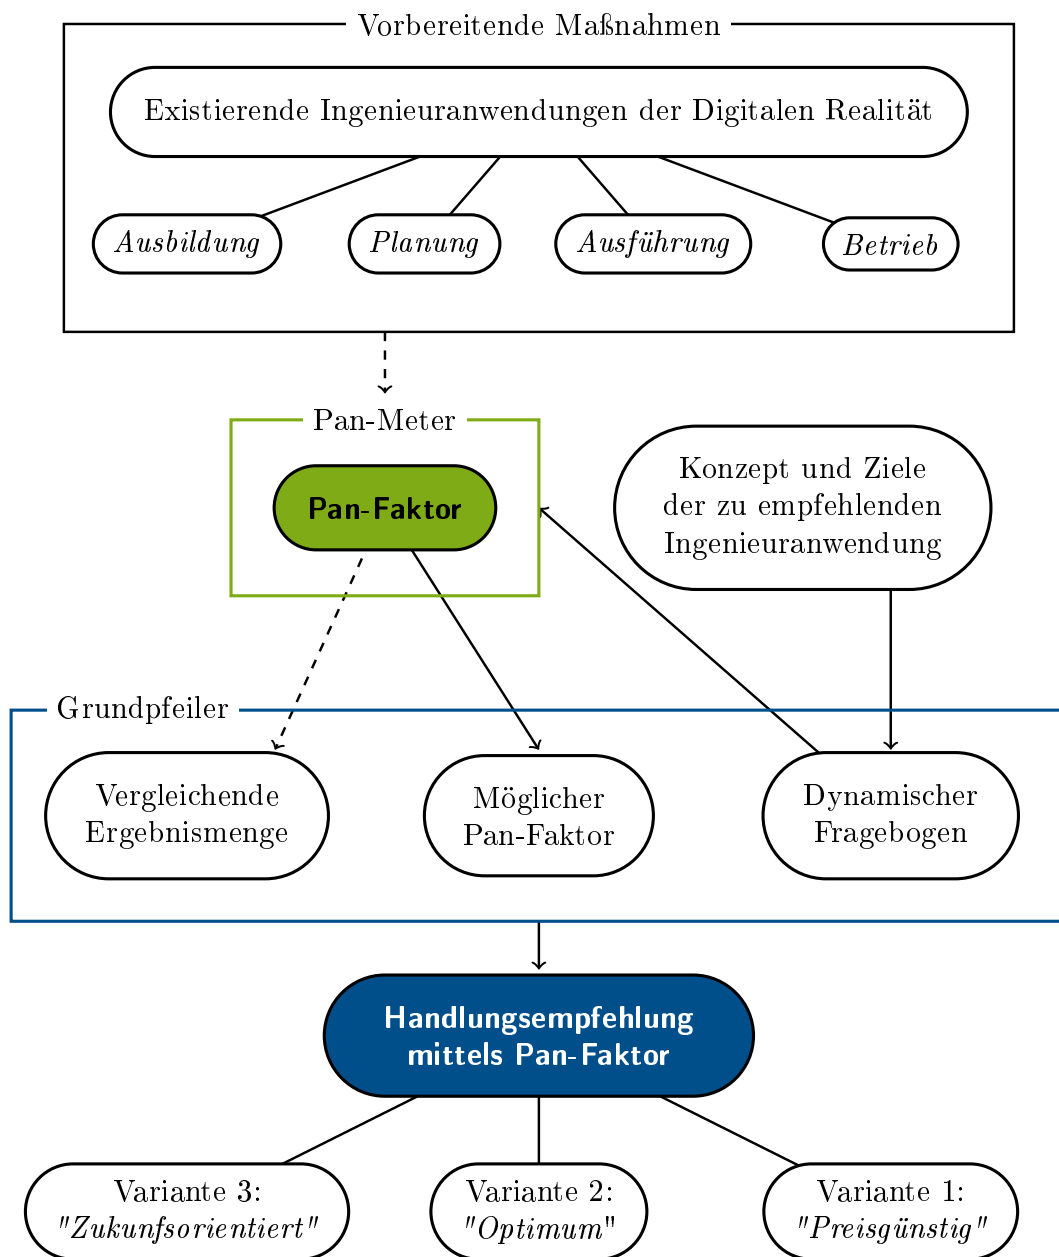 Vorbereitende Maßnahmen
Existierende Ingenieuranwendungen der Digitalen Realität
Ausbildung
Planung
Ausführung
Betrieb
Pan-Meter
Pan-Faktor
Konzept und Ziele
der zu empfehlenden
Ingenieuranwendung
Grundpfeiler
Vergleichende
Ergebnismenge
Möglicher
Pan-Faktor
Dynamischer
Fragebogen
Handlungsempfehlung
mittels Pan-Faktor
Variante 3:
"Zukunfsorientiert"
Variante 2:
"Optimum"
Variante 1:
"Preisgünstig"